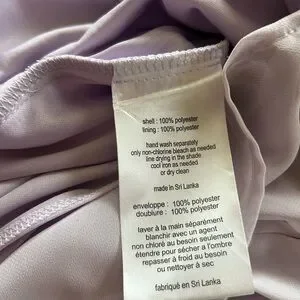 shell : 100% polyester
lining : 100% polyester
hand wash separately
only non-chlorine bleach as needed
line drying in the shade
cool iron as needed
or dry clean
made in Sri Lanka
enveloppe : 100% polyester
doublure : 100% polyester
laver à la main séparément
blanchir avec un agent
non chloré au besoin seulement
étendre pour sécher à l'ombre
repasser à froid au besoin
ou nettoyer à sec
fabriqué en Sri Lanka